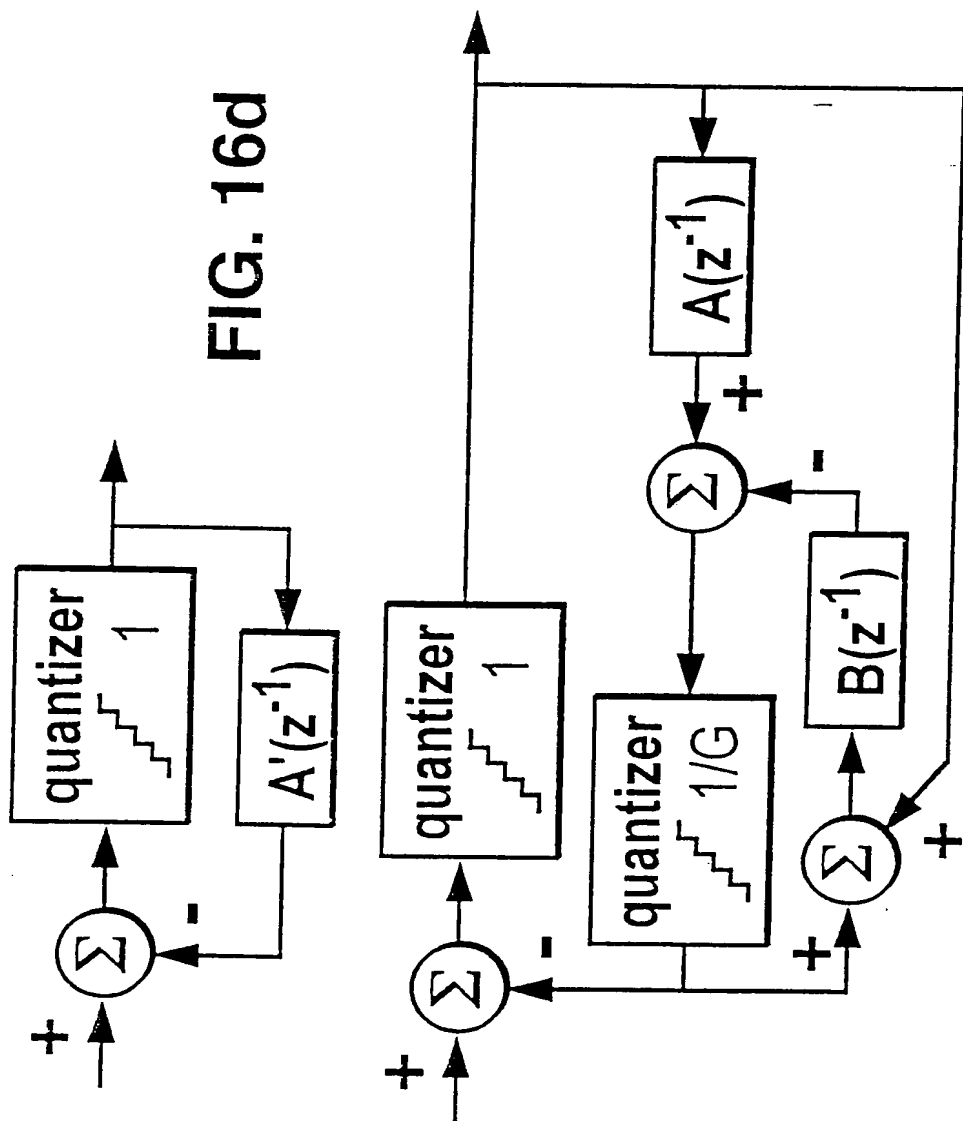 FIG. 16d
+
Σ
-
quantizer
1
A'(z⁻¹)
+
Σ
-
quantizer
1
quantizer
1/G
Σ
+
-
A(z⁻¹)
+
Σ
+
B(z⁻¹)